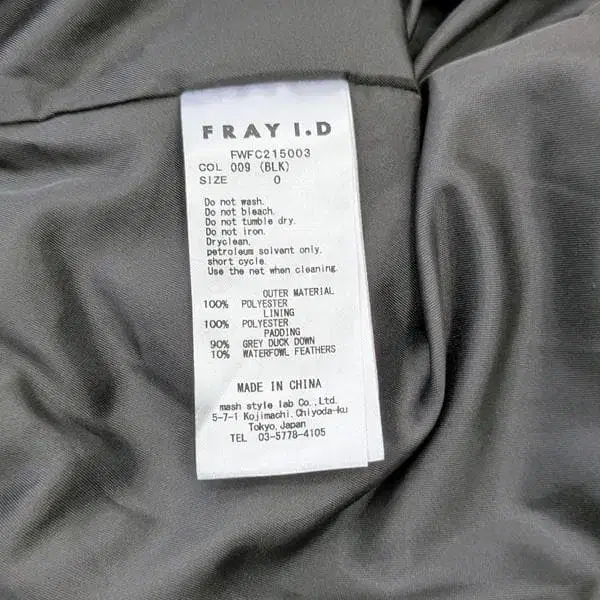 FRAY I.D
FWFC215003
COL 009 (BLK)
SIZE 0
Do not wash.
Do not bleach.
Do not tumble dry.
Do not iron.
Dryclean,
petroleum solvent only,
short cycle.
Use the net when cleaning.
OUTER MATERIAL
100% POLYESTER
LINING
100% POLYESTER
PADDING
90% GREY DUCK DOWN
10% WATERFOWL FEATHERS
MADE IN CHINA
mash style lab Co., Ltd.
5-7-1 Kojimachi, Chiyoda-ku
Tokyo, Japan
TEL 03-5778-4105